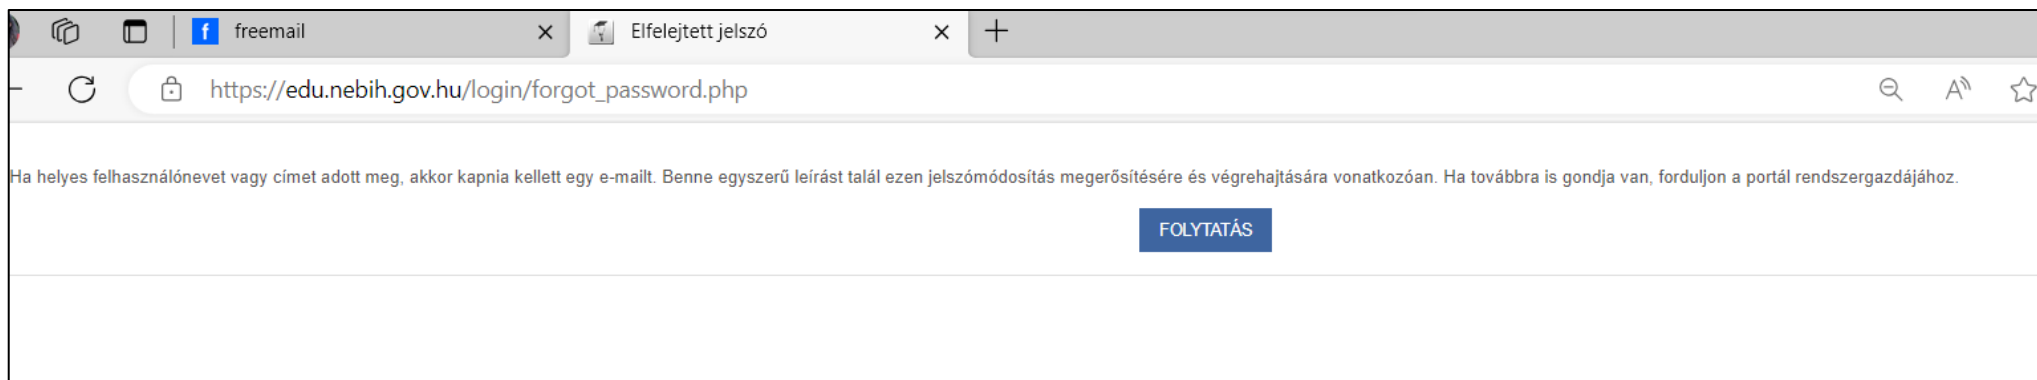 freemail
Elfelejtett jelszó
https://edu.nebih.gov.hu/login/forgot_password.php
Ha helyes felhasználónevet vagy címet adott meg, akkor kapnia kellett egy e-mailt. Benne egyszerű leírást talál ezen jelszómódosítás megerősítésére és végrehajtására vonatkozóan. Ha továbbra is gondja van, forduljon a portál rendszergazdájához.
FOLYTATÁS